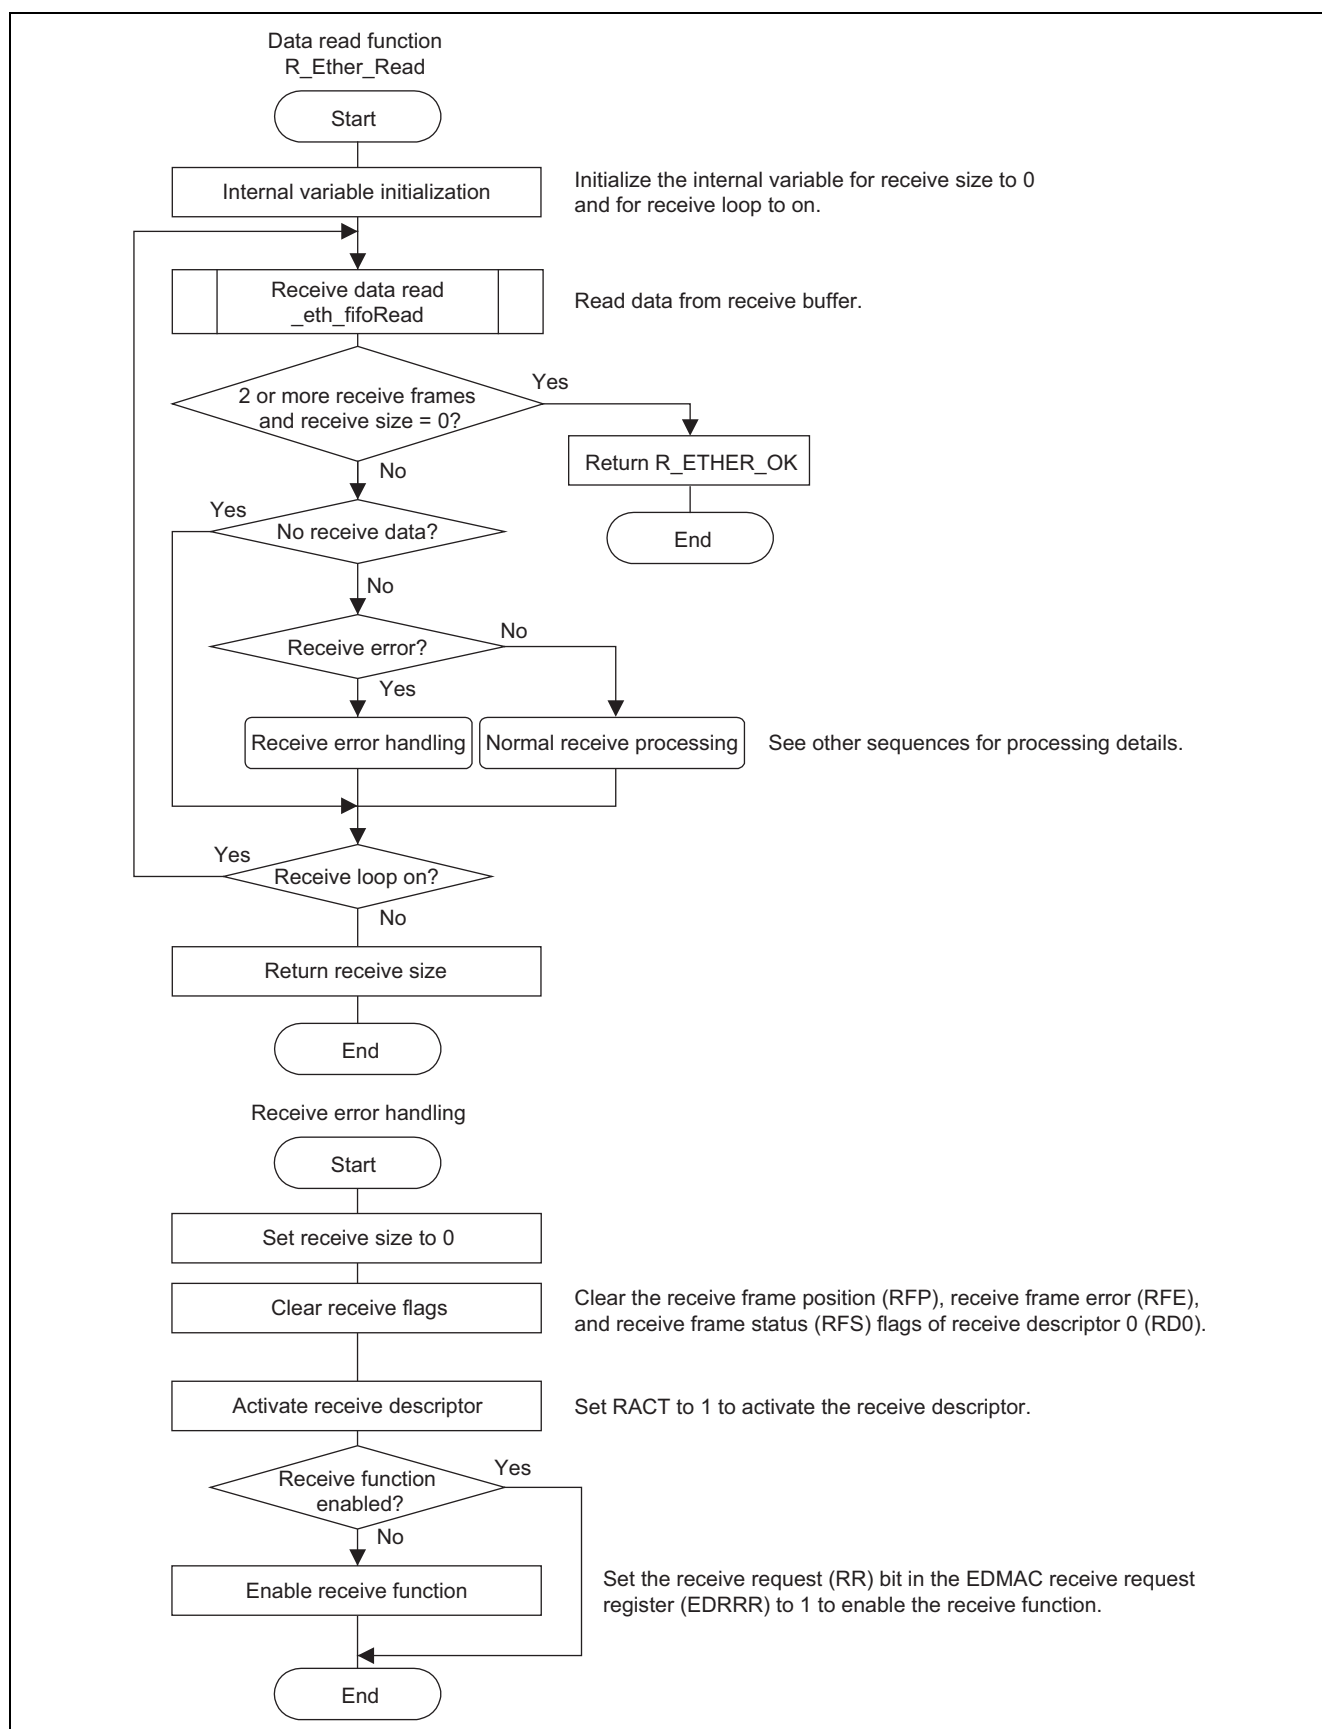 Data read function
R_Ether_Read
Start
Internal variable initialization
Initialize the internal variable for receive size to 0
and for receive loop to on.
Receive data read
_eth_fifoRead
Read data from receive buffer.
2 or more receive frames
and receive size = 0?
Yes
Return R_ETHER_OK
End
No
Yes
No receive data?
No
Receive error?
No
Yes
Receive error handling
Normal receive processing
See other sequences for processing details.
Yes
Receive loop on?
No
Return receive size
End
Receive error handling
Start
Set receive size to 0
Clear receive flags
Clear the receive frame position (RFP), receive frame error (RFE),
and receive frame status (RFS) flags of receive descriptor 0 (RD0).
Activate receive descriptor
Set RACT to 1 to activate the receive descriptor.
Receive function
enabled?
Yes
No
Enable receive function
Set the receive request (RR) bit in the EDMAC receive request
register (EDRRR) to 1 to enable the receive function.
End